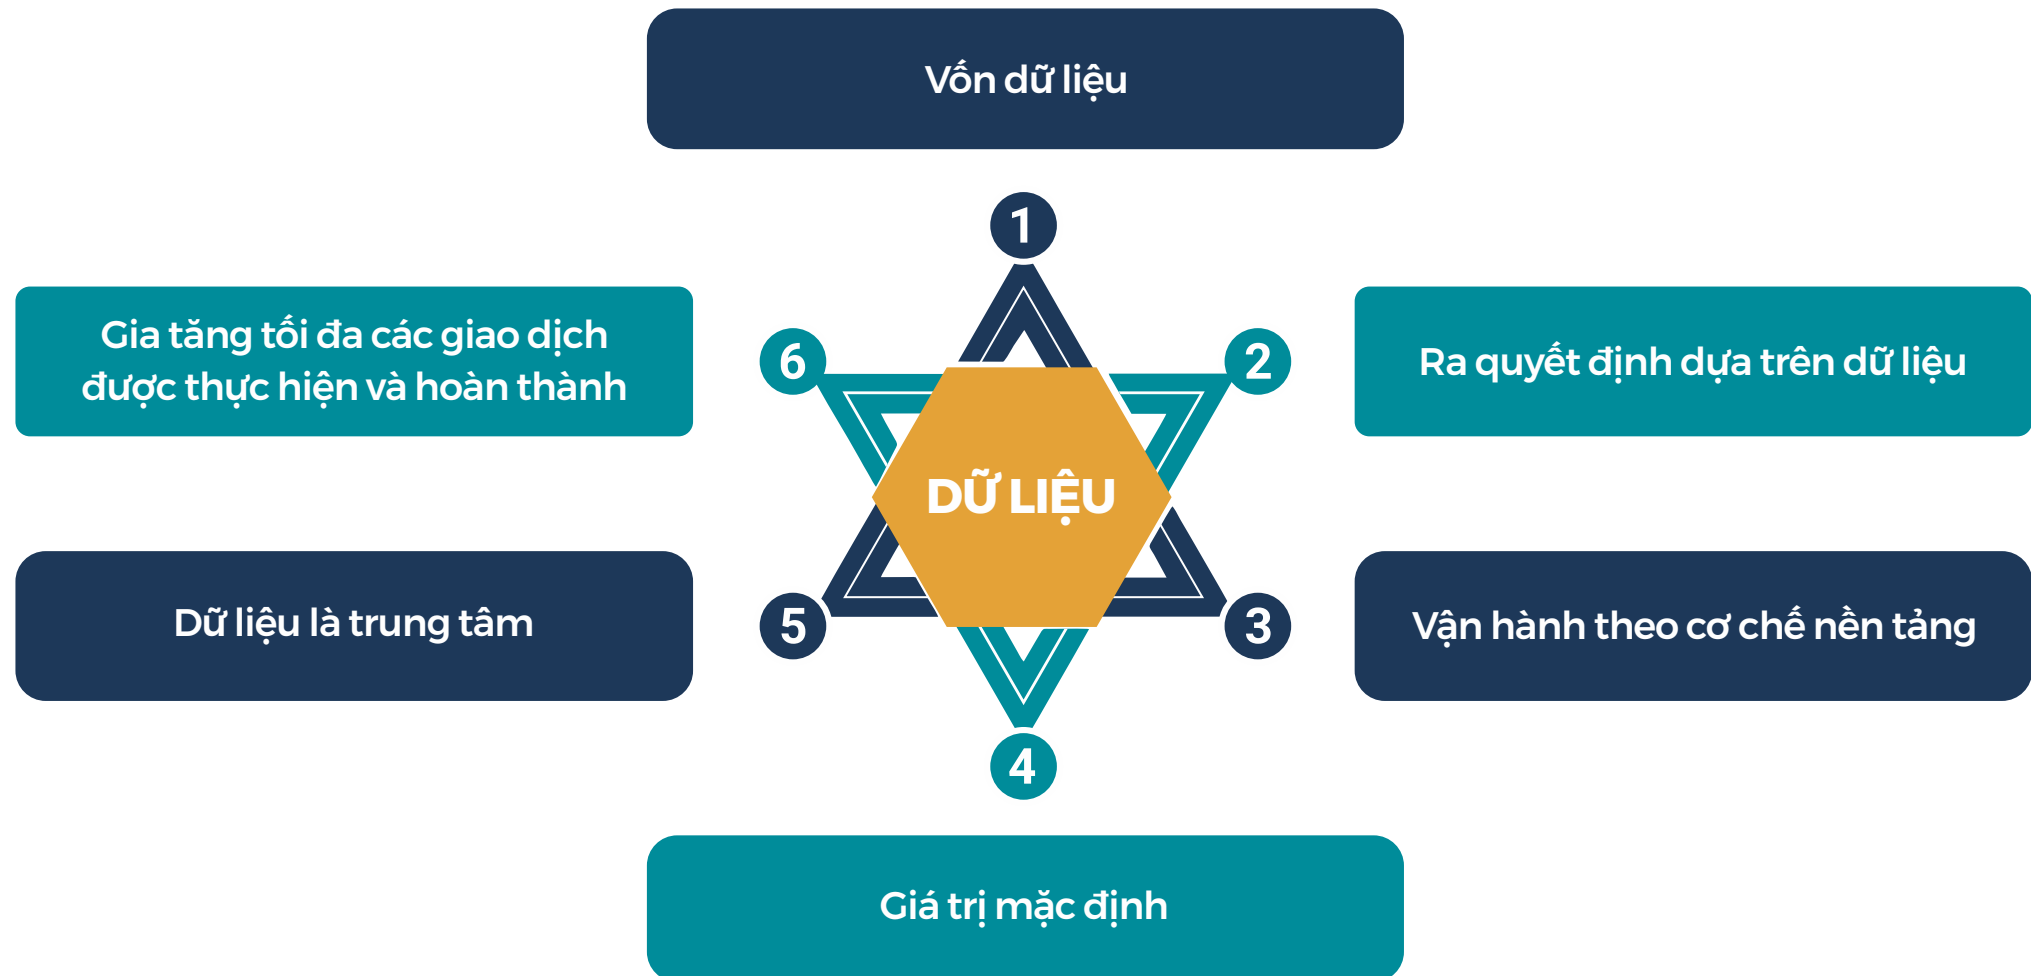 Vốn dữ liệu
1
Gia tăng tối đa các giao dịch
được thực hiện và hoàn thành
6
2
Ra quyết định dựa trên dữ liệu
DỮ LIỆU
Dữ liệu là trung tâm
5
3
Vận hành theo cơ chế nền tảng
4
Giá trị mặc định